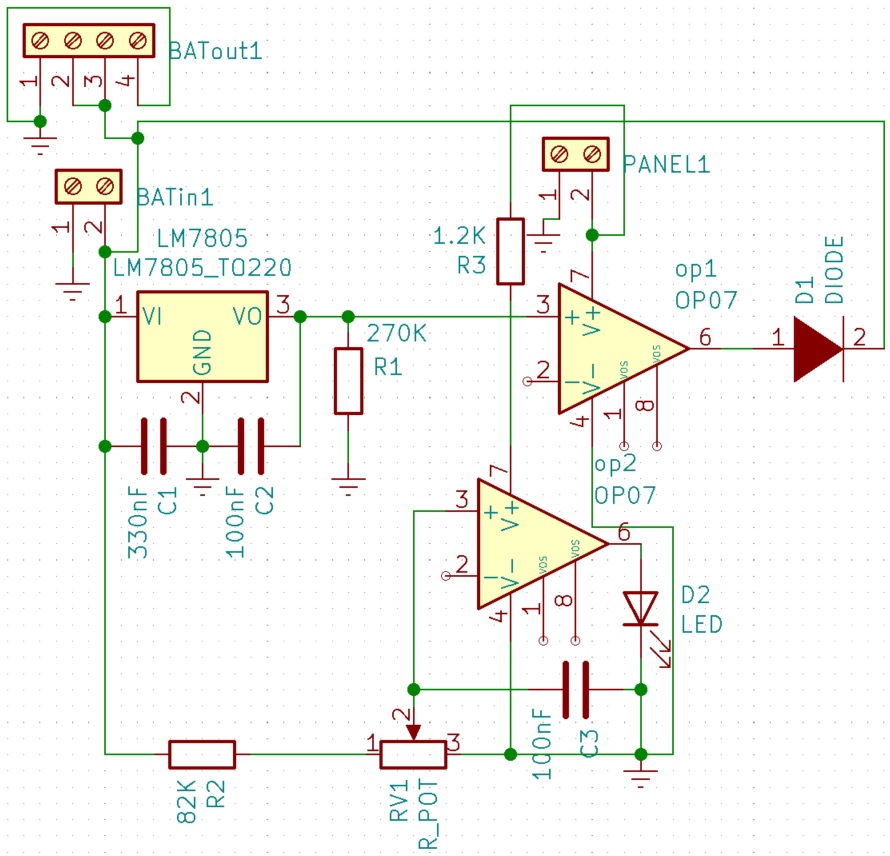 BATout1
1
2
3
4
BATin1
1
2
LM7805
LM7805_TO220
1
VI
VO
3
GND
2
270K
R1
330nF
C1
100nF
C2
PANEL1
1
2
1.2K
R3
op1
OP07
7
3
+
V+
2
−
V-
4
VOS
1
VOS
8
6
D1
DIODE
1
2
op2
OP07
7
3
+
V+
2
−
V-
4
VOS
1
VOS
8
6
D2
LED
100nF
C3
82K
R2
1
2
3
RV1
R_POT